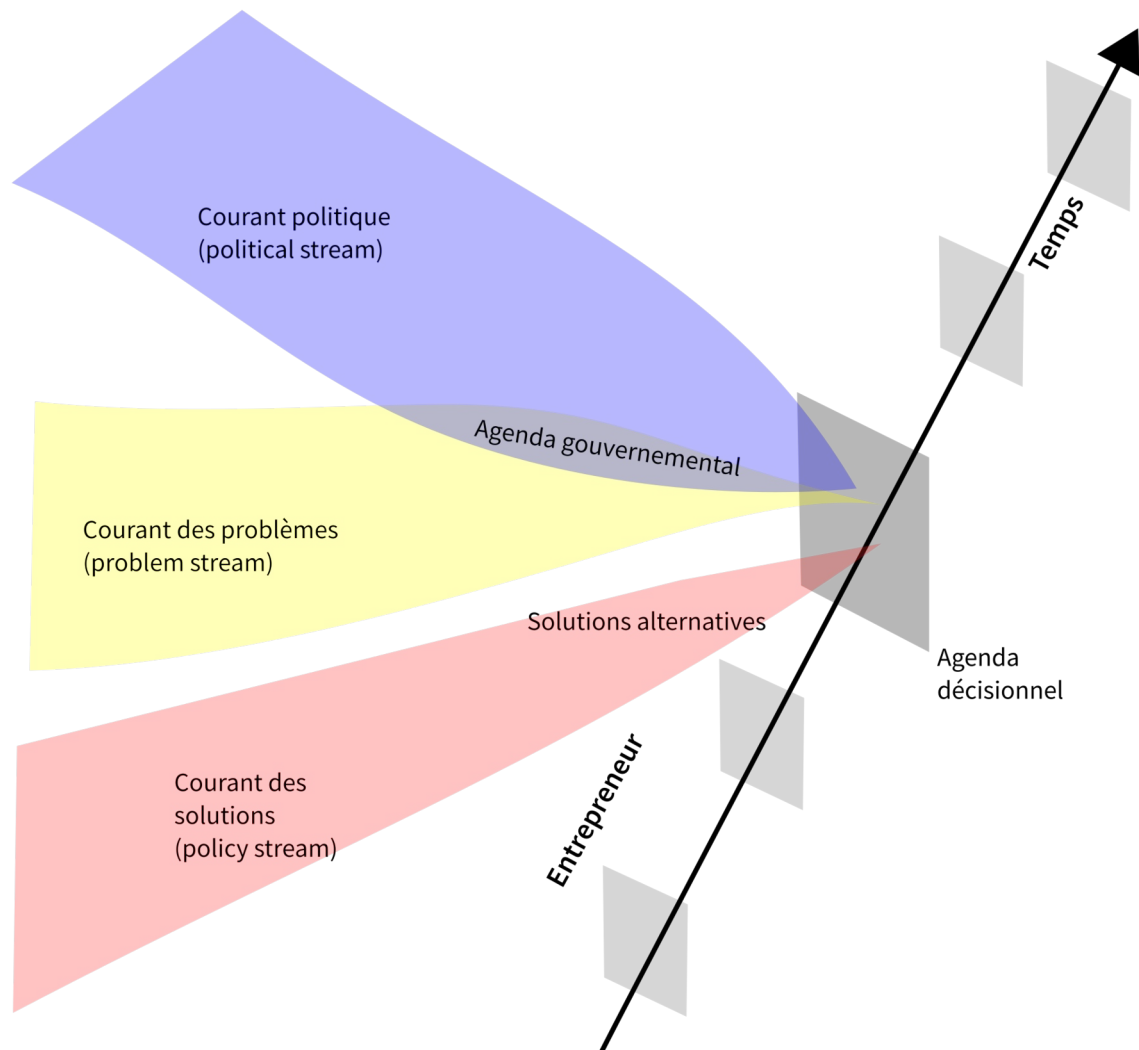 Courant politique
(political stream)
Temps
Agenda gouvernemental
Courant des problèmes
(problem stream)
Solutions alternatives
Agenda
décisionnel
Entrepreneur
Courant des
solutions
(policy stream)